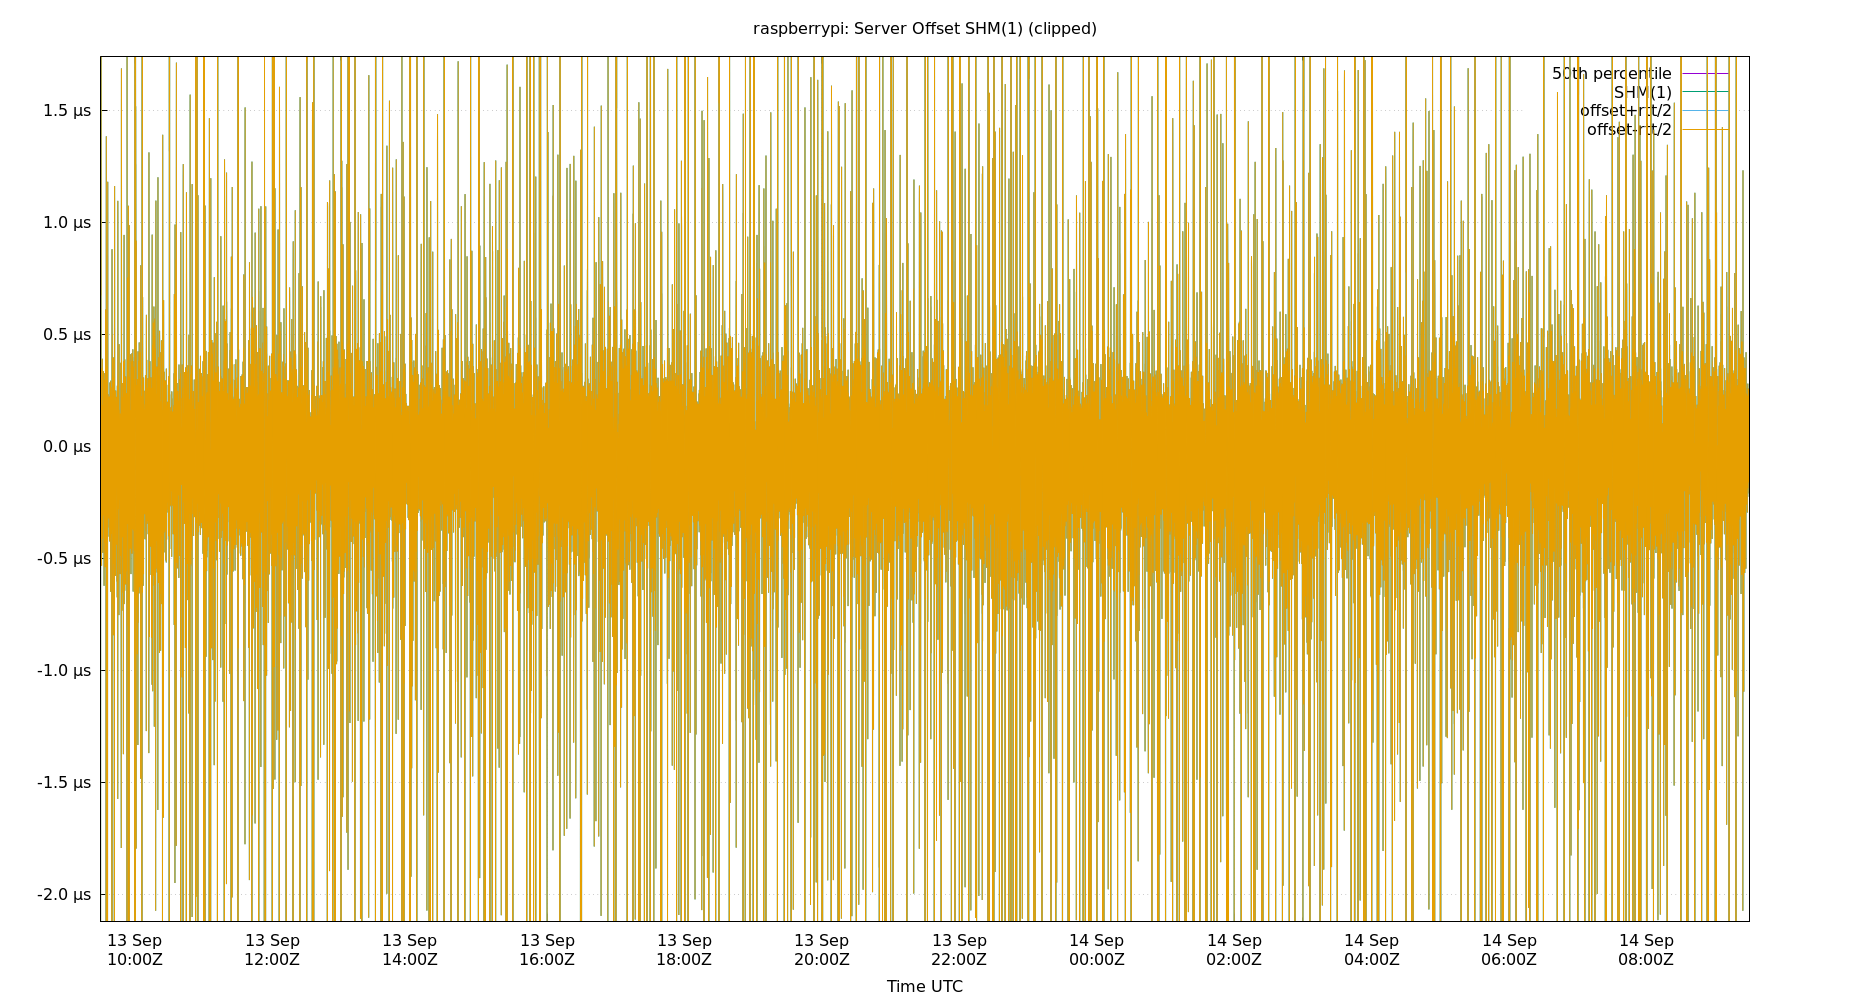 raspberrypi: Server Offset SHM(1) (clipped)
50th percentile
SHM(1)
offset+rtt/2
offset-rtt/2
1.5 µs
1.0 µs
0.5 µs
0.0 µs
-0.5 µs
-1.0 µs
-1.5 µs
-2.0 µs
13 Sep 13 Sep 13 Sep 13 Sep 13 Sep 13 Sep 13 Sep 14 Sep 14 Sep 14 Sep 14 Sep 14 Sep
10:00Z 12:00Z 14:00Z 16:00Z 18:00Z 20:00Z 22:00Z 00:00Z 02:00Z 04:00Z 06:00Z 08:00Z
Time UTC